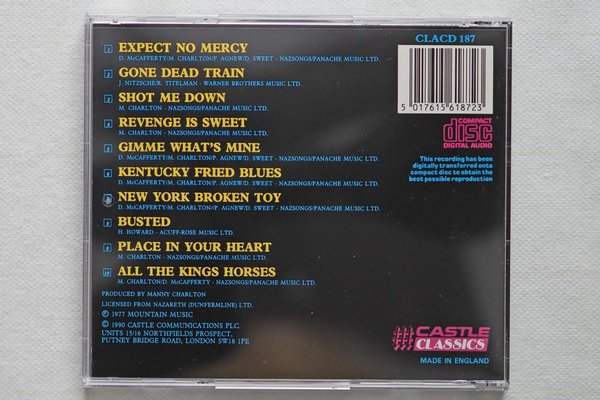 CLACD 187
1 EXPECT NO MERCY
D. McCAFFERTY/M. CHARLTON/P. AGNEW/D. SWEET - NAZSONGS/PANACHE MUSIC LTD
2 GONE DEAD TRAIN
J. NITZSCHE/R. TITELMAN - WARNER BROTHERS MUSIC LTD.
3 SHOT ME DOWN
M. CHARLTON - NAZSONGS/PANACHE MUSIC LTD.
4 REVENGE IS SWEET
M. CHARLTON - NAZSONGS/PANACHE MUSIC LTD.
5 GIMME WHAT'S MINE
D. McCAFFERTY/M. CHARLTON/P. AGNEW/D. SWEET - NAZSONGS/PANACHE MUSIC LTD.
6 KENTUCKY FRIED BLUES
D. McCAFFERTY/M. CHARLTON/P. AGNEW/D. SWEET - NAZSONGS/PANACHE MUSIC LTD.
7 NEW YORK BROKEN TOY
D. McCAFFERTY/M. CHARLTON/P. AGNEW/D. SWEET - NAZSONGS/PANACHE MUSIC LTD.
8 BUSTED
H. HOWARD - ACUFF-ROSE MUSIC LTD.
9 PLACE IN YOUR HEART
M. CHARLTON - NAZSONGS/PANACHE MUSIC LTD.
10 ALL THE KINGS HORSES
M. CHARLTON/D. McCAFFERTY - NAZSONGS/PANACHE MUSIC LTD.
PRODUCED BY MANNY CHARLTON
LICENSED FROM NAZARETH (DUNFERMLINE) LTD.
℗ 1977 MOUNTAIN MUSIC
© 1990 CASTLE COMMUNICATIONS PLC.
UNITS 15/16 NORTHFIELDS PROSPECT,
PUTNEY BRIDGE ROAD, LONDON SW18 1PE
5 017615 618723
COMPACT
disc
DIGITAL AUDIO
This recording has been
digitally transferred onto
compact disc to obtain the
best possible reproduction
CASTLE
CLASSICS
MADE IN ENGLAND